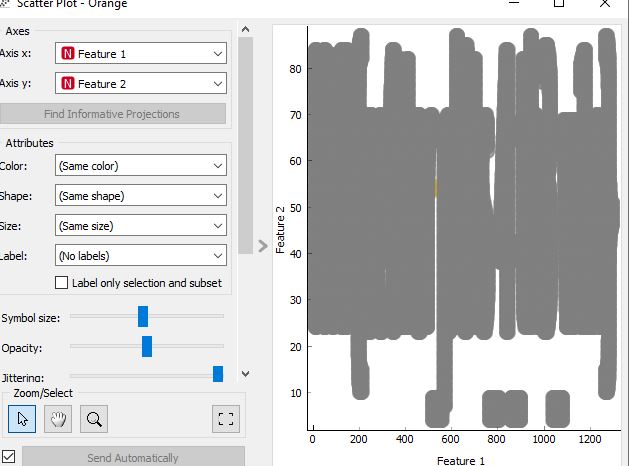 Scatter Plot - Orange
Axes
Axis x:
N Feature 1
Axis y:
N Feature 2
Find Informative Projections
Attributes
Color:
(Same color)
Shape:
(Same shape)
Size:
(Same size)
Label:
(No labels)
Label only selection and subset
Symbol size:
Opacity:
Jittering:
Zoom/Select
Send Automatically
Feature 2
80
70
60
50
40
30
20
10
0 200 400 600 800 1000 1200
Feature 1